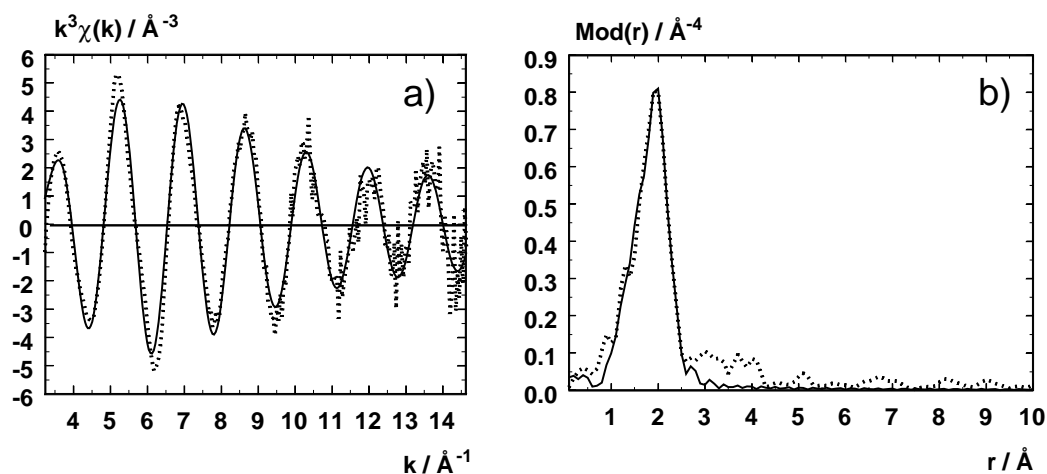 k³χ(k) / Å⁻³
a)
6
5
4
3
2
1
0
-1
-2
-3
-4
-5
-6
4 5 6 7 8 9 10 11 12 13 14
k / Å⁻¹
Mod(r) / Å⁻⁴
b)
0.9
0.8
0.7
0.6
0.5
0.4
0.3
0.2
0.1
0.0
1 2 3 4 5 6 7 8 9 10
r / Å